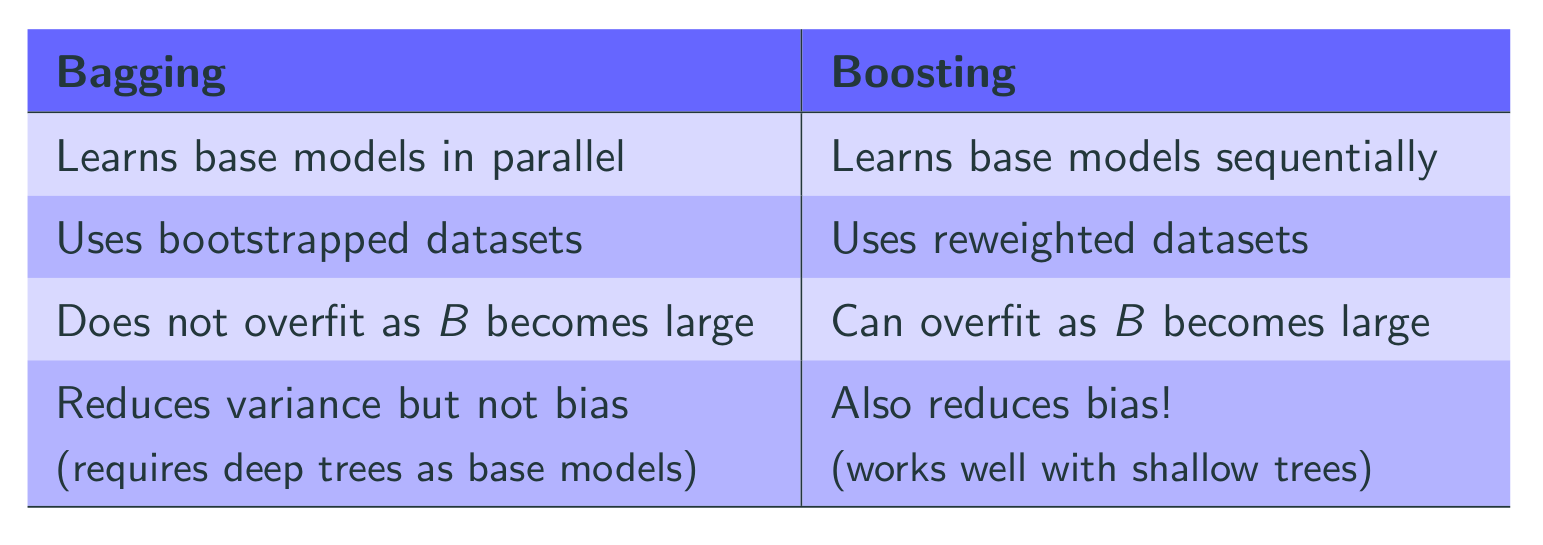 Bagging
Boosting
Learns base models in parallel
Learns base models sequentially
Uses bootstrapped datasets
Uses reweighted datasets
Does not overfit as B becomes large
Can overfit as B becomes large
Reduces variance but not bias
(requires deep trees as base models)
Also reduces bias!
(works well with shallow trees)